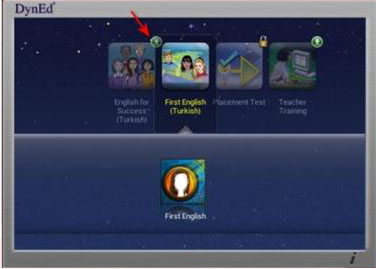 DynEd
English for
Success
(Turkish)
First English
(Turkish)
Placement Test
Teacher
Training
First English
i